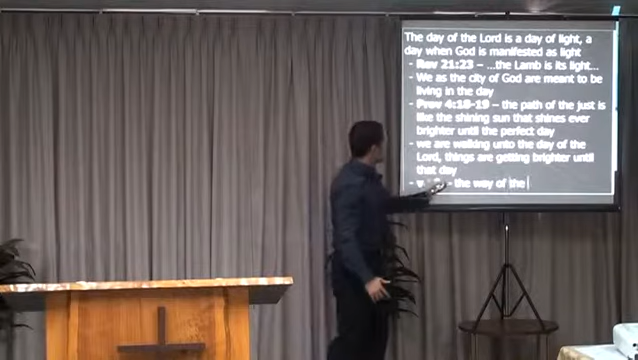 The day of the Lord is a day of light, a
day when God is manifested as light
- Rev 21:23 – ...the Lamb is its light...
- We as the city of God are meant to be
living in the day
- Prov 4:18-19 – the path of the just is
like the shining sun that shines ever
brighter until the perfect day
- we are walking unto the day of the
Lord, things are getting brighter until
that day
- the way of the